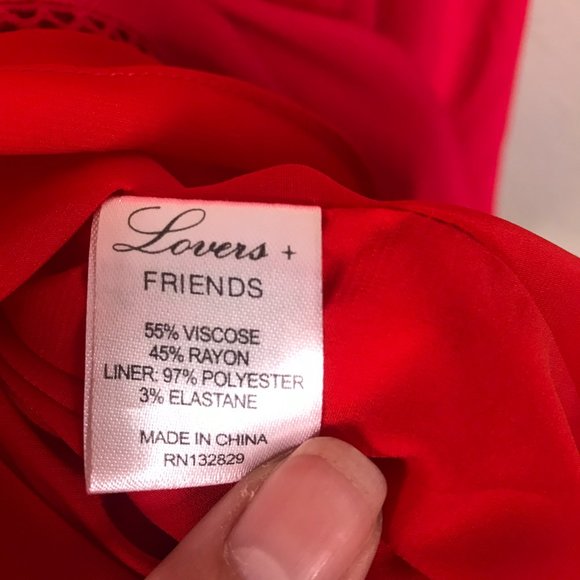 Lovers +
FRIENDS
55% VISCOSE
45% RAYON
LINER: 97% POLYESTER
3% ELASTANE
MADE IN CHINA
RN132829